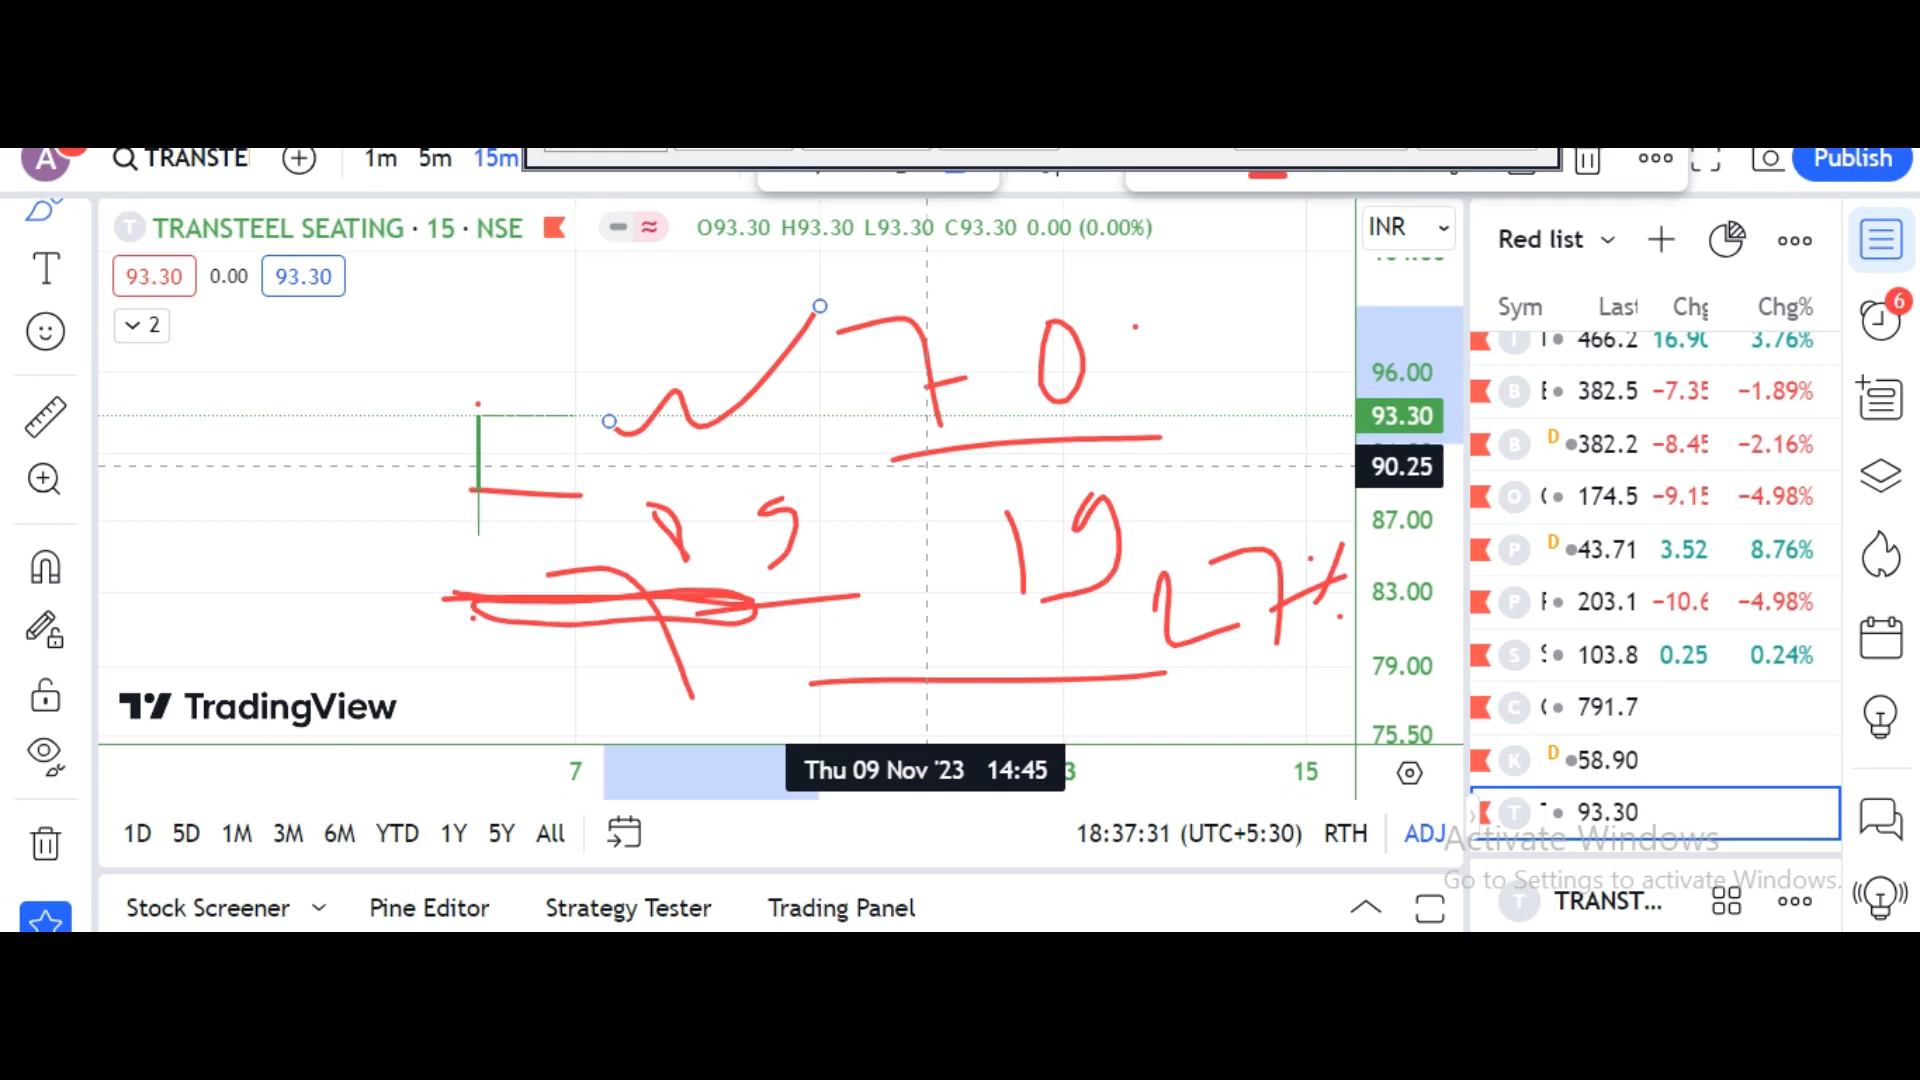 A TRANSTE 1m 5m 15m Publish
T TRANSTEEL SEATING · 15 · NSE O93.30 H93.30 L93.30 C93.30 0.00 (0.00%) INR
93.30 0.00 93.30
2
70
96.00
93.30
90.25
87.00
83.00
79.00
75.50
19
27%
TradingView
7 Thu 09 Nov '23 14:45 3 15
1D 5D 1M 3M 6M YTD 1Y 5Y All 18:37:31 (UTC+5:30) RTH ADJ
Stock Screener Pine Editor Strategy Tester Trading Panel
Red list
6
Sym Last Chg Chg%
466.2 16.90 3.76%
B 382.5 −7.35 −1.89%
B D 382.2 −8.45 −2.16%
O 174.5 −9.15 −4.98%
P D 43.71 3.52 8.76%
P 203.1 −10.6 −4.98%
S 103.8 0.25 0.24%
C 791.7
K D 58.90
T 93.30
Activate Windows
Go to Settings to activate Windows.
T TRANST...